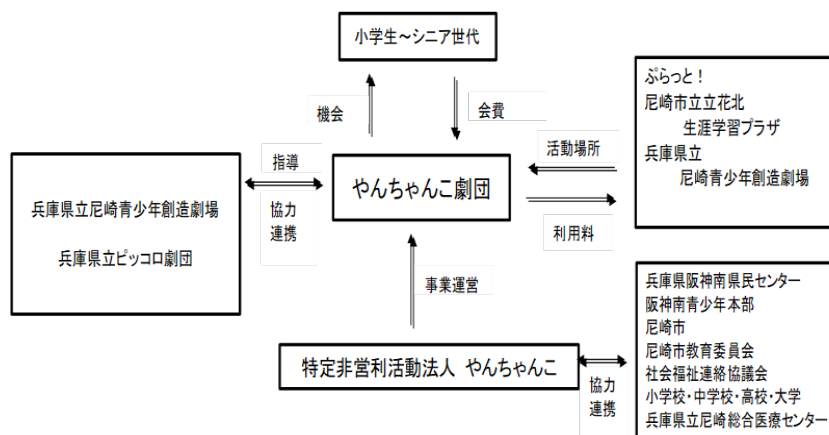 小学生～シニア世代
機会
会費
ぷらっと！
尼崎市立立花北
生涯学習プラザ
兵庫県立
尼崎青少年創造劇場
活動場所
利用料
指導
協力
連携
やんちゃんこ劇団
兵庫県立尼崎青少年創造劇場
兵庫県立ピッコロ劇団
事業運営
特定非営利活動法人 やんちゃんこ
協力
連携
兵庫県阪神南県民センター
阪神南青少年本部
尼崎市
尼崎市教育委員会
社会福祉連絡協議会
小学校・中学校・高校・大学
兵庫県立尼崎総合医療センター